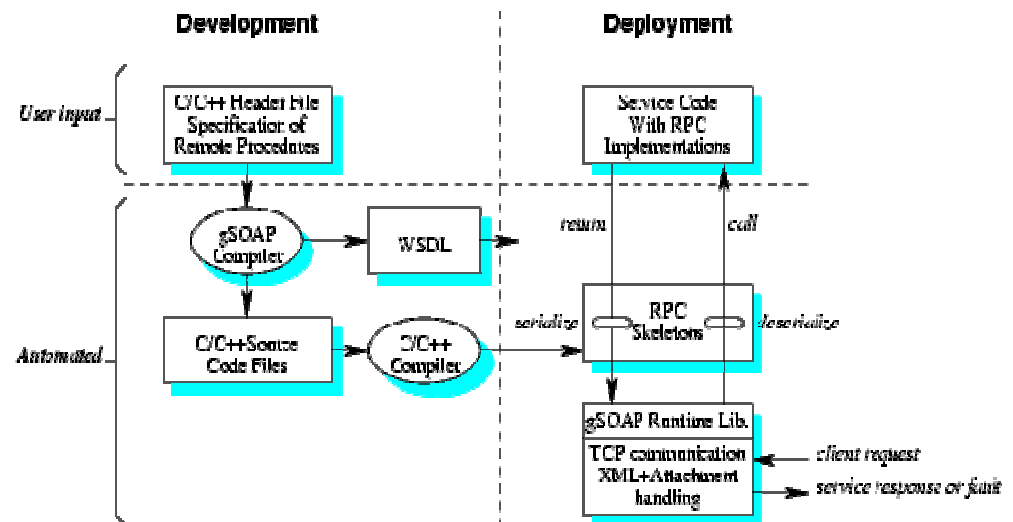 Development
Deployment
User input
C/C++ Header File
Specification of
Remote Procedures
Service Code
With RPC
Implementations
gSOAP
Compiler
WSDL
return
call
Automated
C/C++Source
Code Files
C/C++
Compiler
serialize
RPC
Skeletons
deserialize
gSOAP Runtime Lib.
TCP communication
XML+Attachment
handling
client request
service response or fault